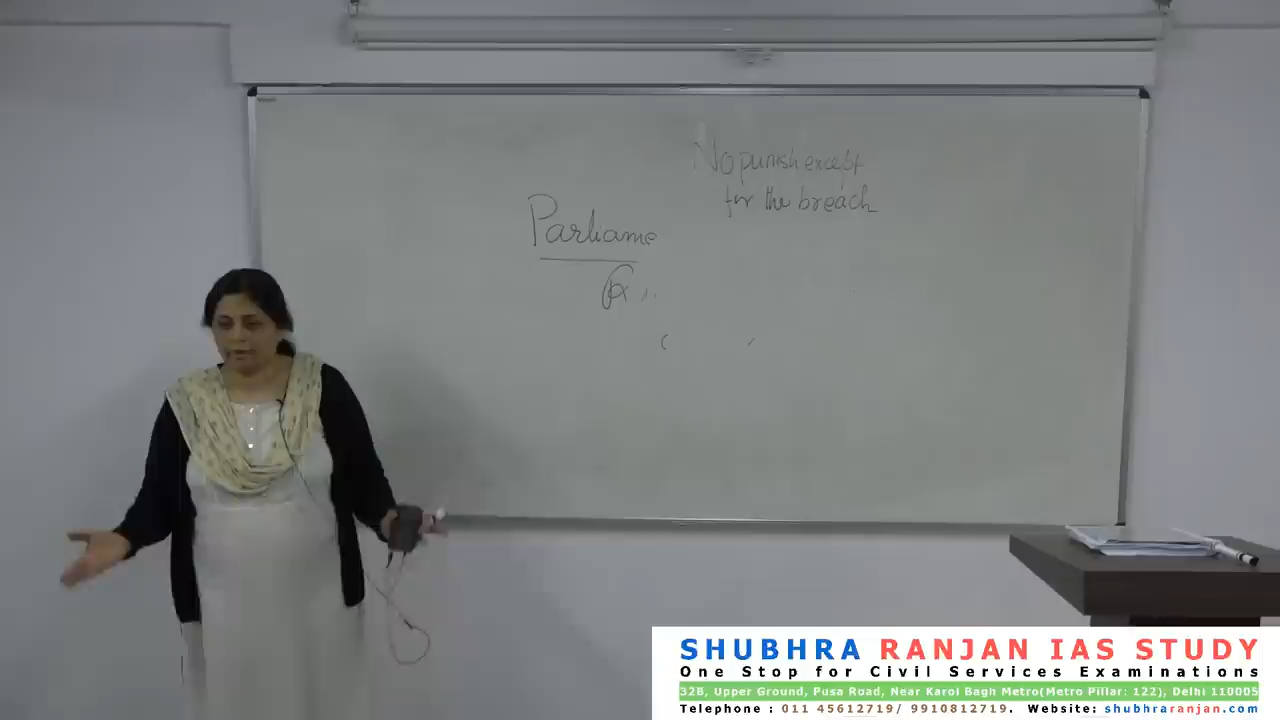 No punish except
for the breach
Parliame
SHUBHRA RANJAN IAS STUDY
One Stop for Civil Services Examinations
32B, Upper Ground, Pusa Road, Near Karol Bagh Metro(Metro Pillar: 122), Delhi 110005
Telephone : 011 45612719/ 9910812719. Website: shubhraranjan.com